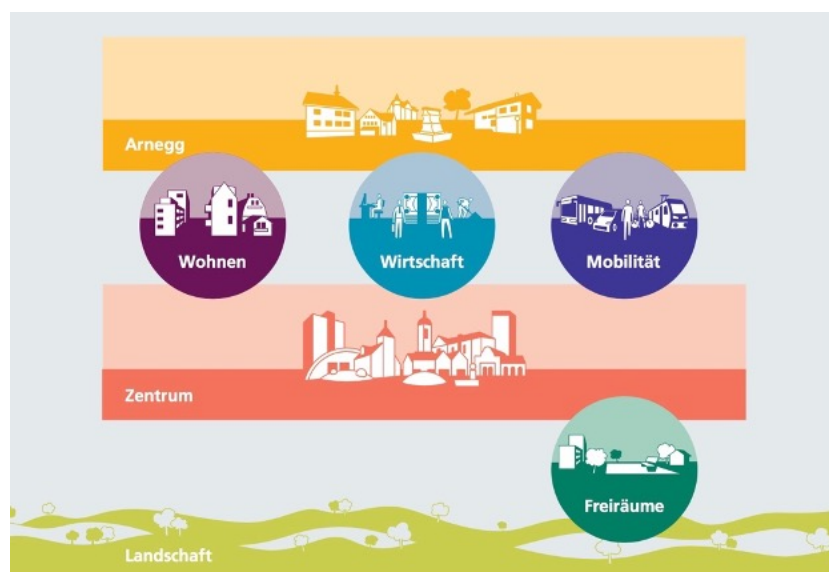 Arnegg
Wohnen
Wirtschaft
Mobilität
Zentrum
Freiräume
Landschaft